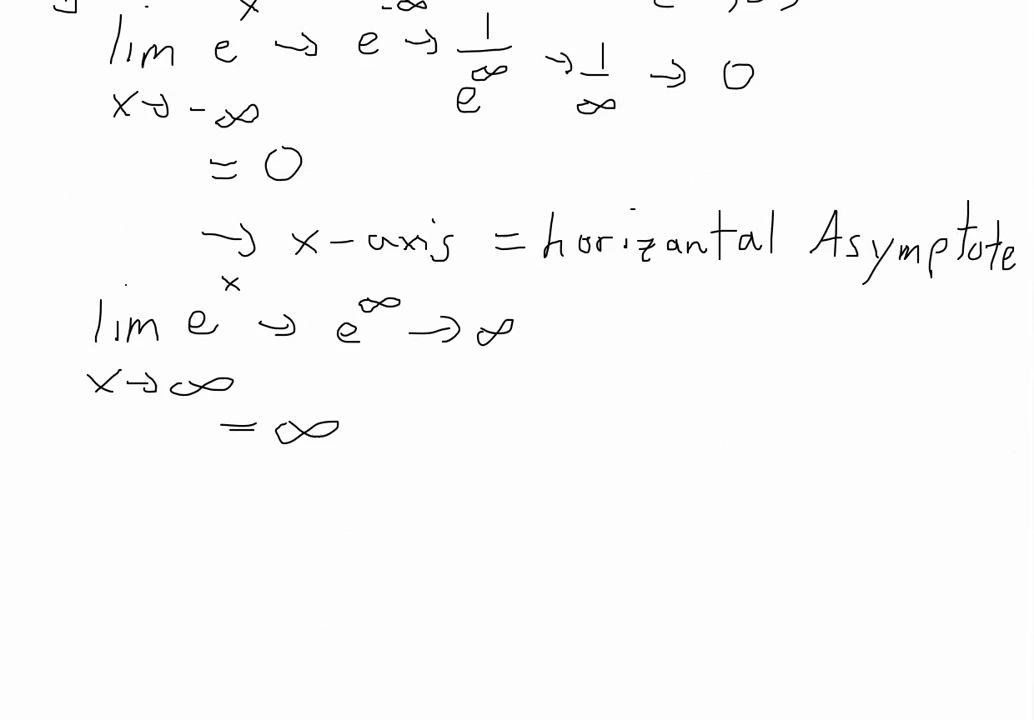 lim e^x → e^-∞ → 1/e^∞ → 1/∞ → 0
x→ -∞
= 0
→ x-axis = horizantal Asymptote
lim e^x → e^∞ → ∞
x→∞
= ∞